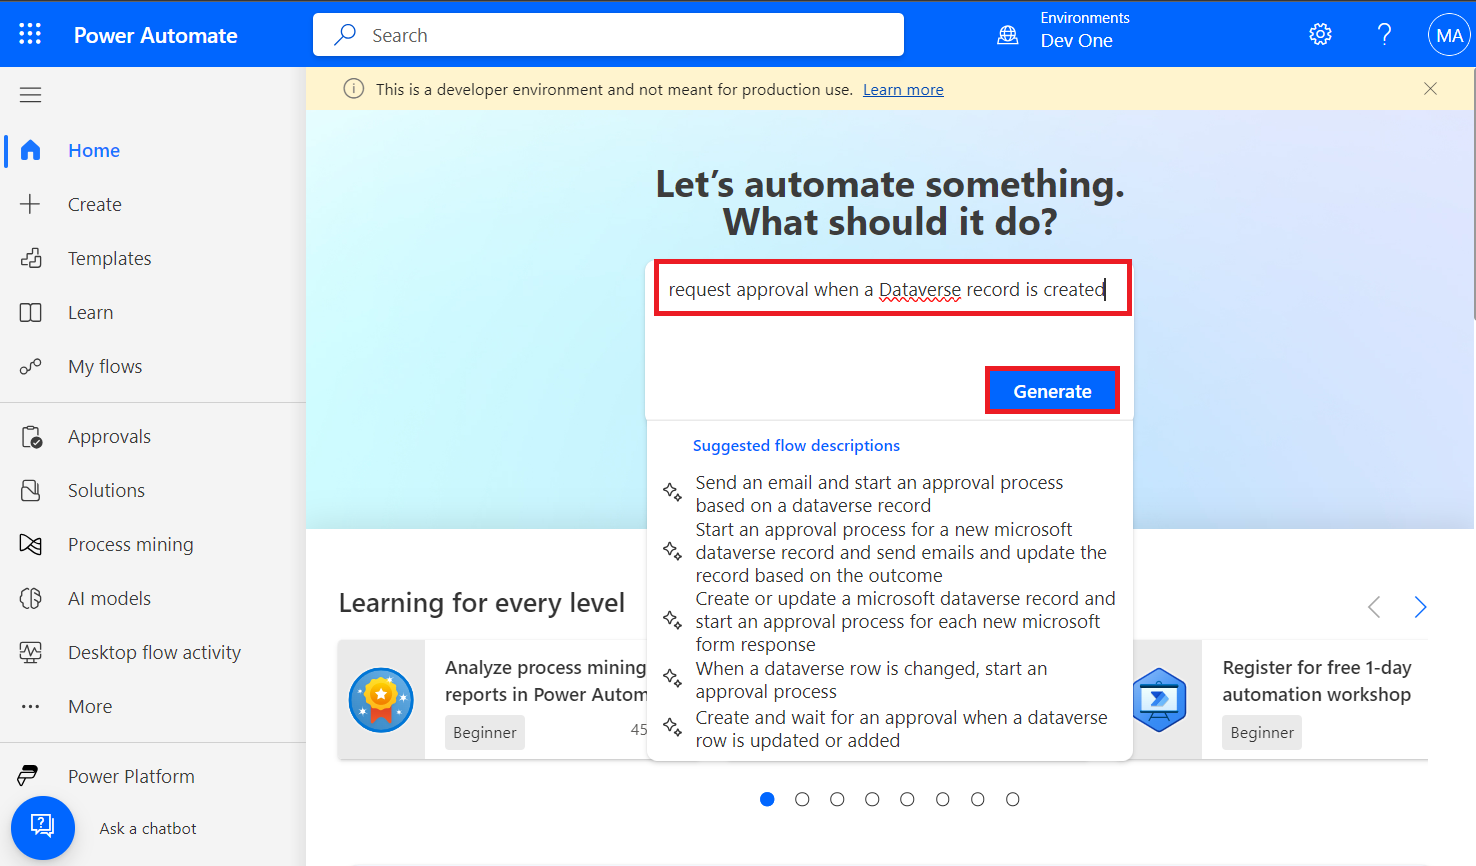 Power Automate
Search
Environments
Dev One
?
MA
This is a developer environment and not meant for production use. Learn more
Home
Create
Templates
Learn
My flows
Approvals
Solutions
Process mining
AI models
Desktop flow activity
More
Power Platform
Ask a chatbot
Let’s automate something.
What should it do?
request approval when a Dataverse record is created
Generate
Suggested flow descriptions
Send an email and start an approval process
based on a dataverse record
Start an approval process for a new microsoft
dataverse record and send emails and update the
record based on the outcome
Create or update a microsoft dataverse record and
start an approval process for each new microsoft
form response
When a dataverse row is changed, start an
approval process
Create and wait for an approval when a dataverse
row is updated or added
Learning for every level
Analyze process mining
reports in Power Autom
Beginner
45
Register for free 1-day
automation workshop
Beginner